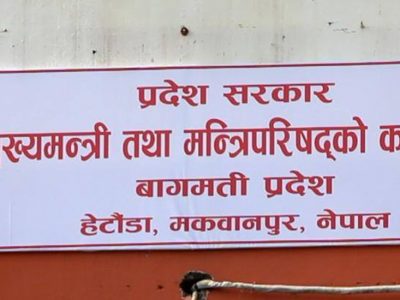 प्रदेश सरकार
ख्यमन्त्री तथा मन्त्रिपरिषद्को क
बागमती प्रदेश
हेटौंडा, मकवानपुर, नेपाल